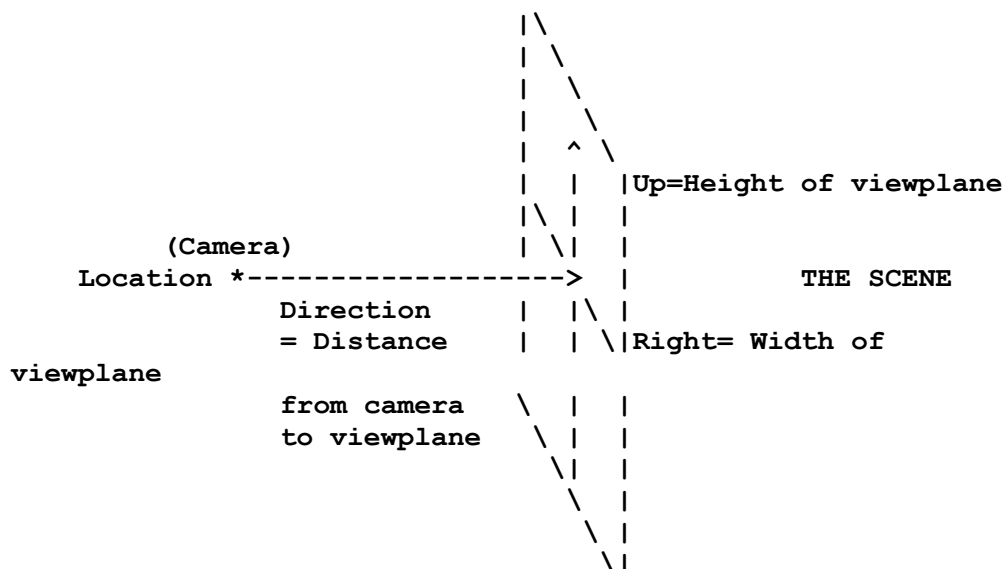 Up=Height of viewplane
(Camera)
Location *--------------------> THE SCENE
Direction
= Distance Right= Width of
viewplane
from camera
to viewplane